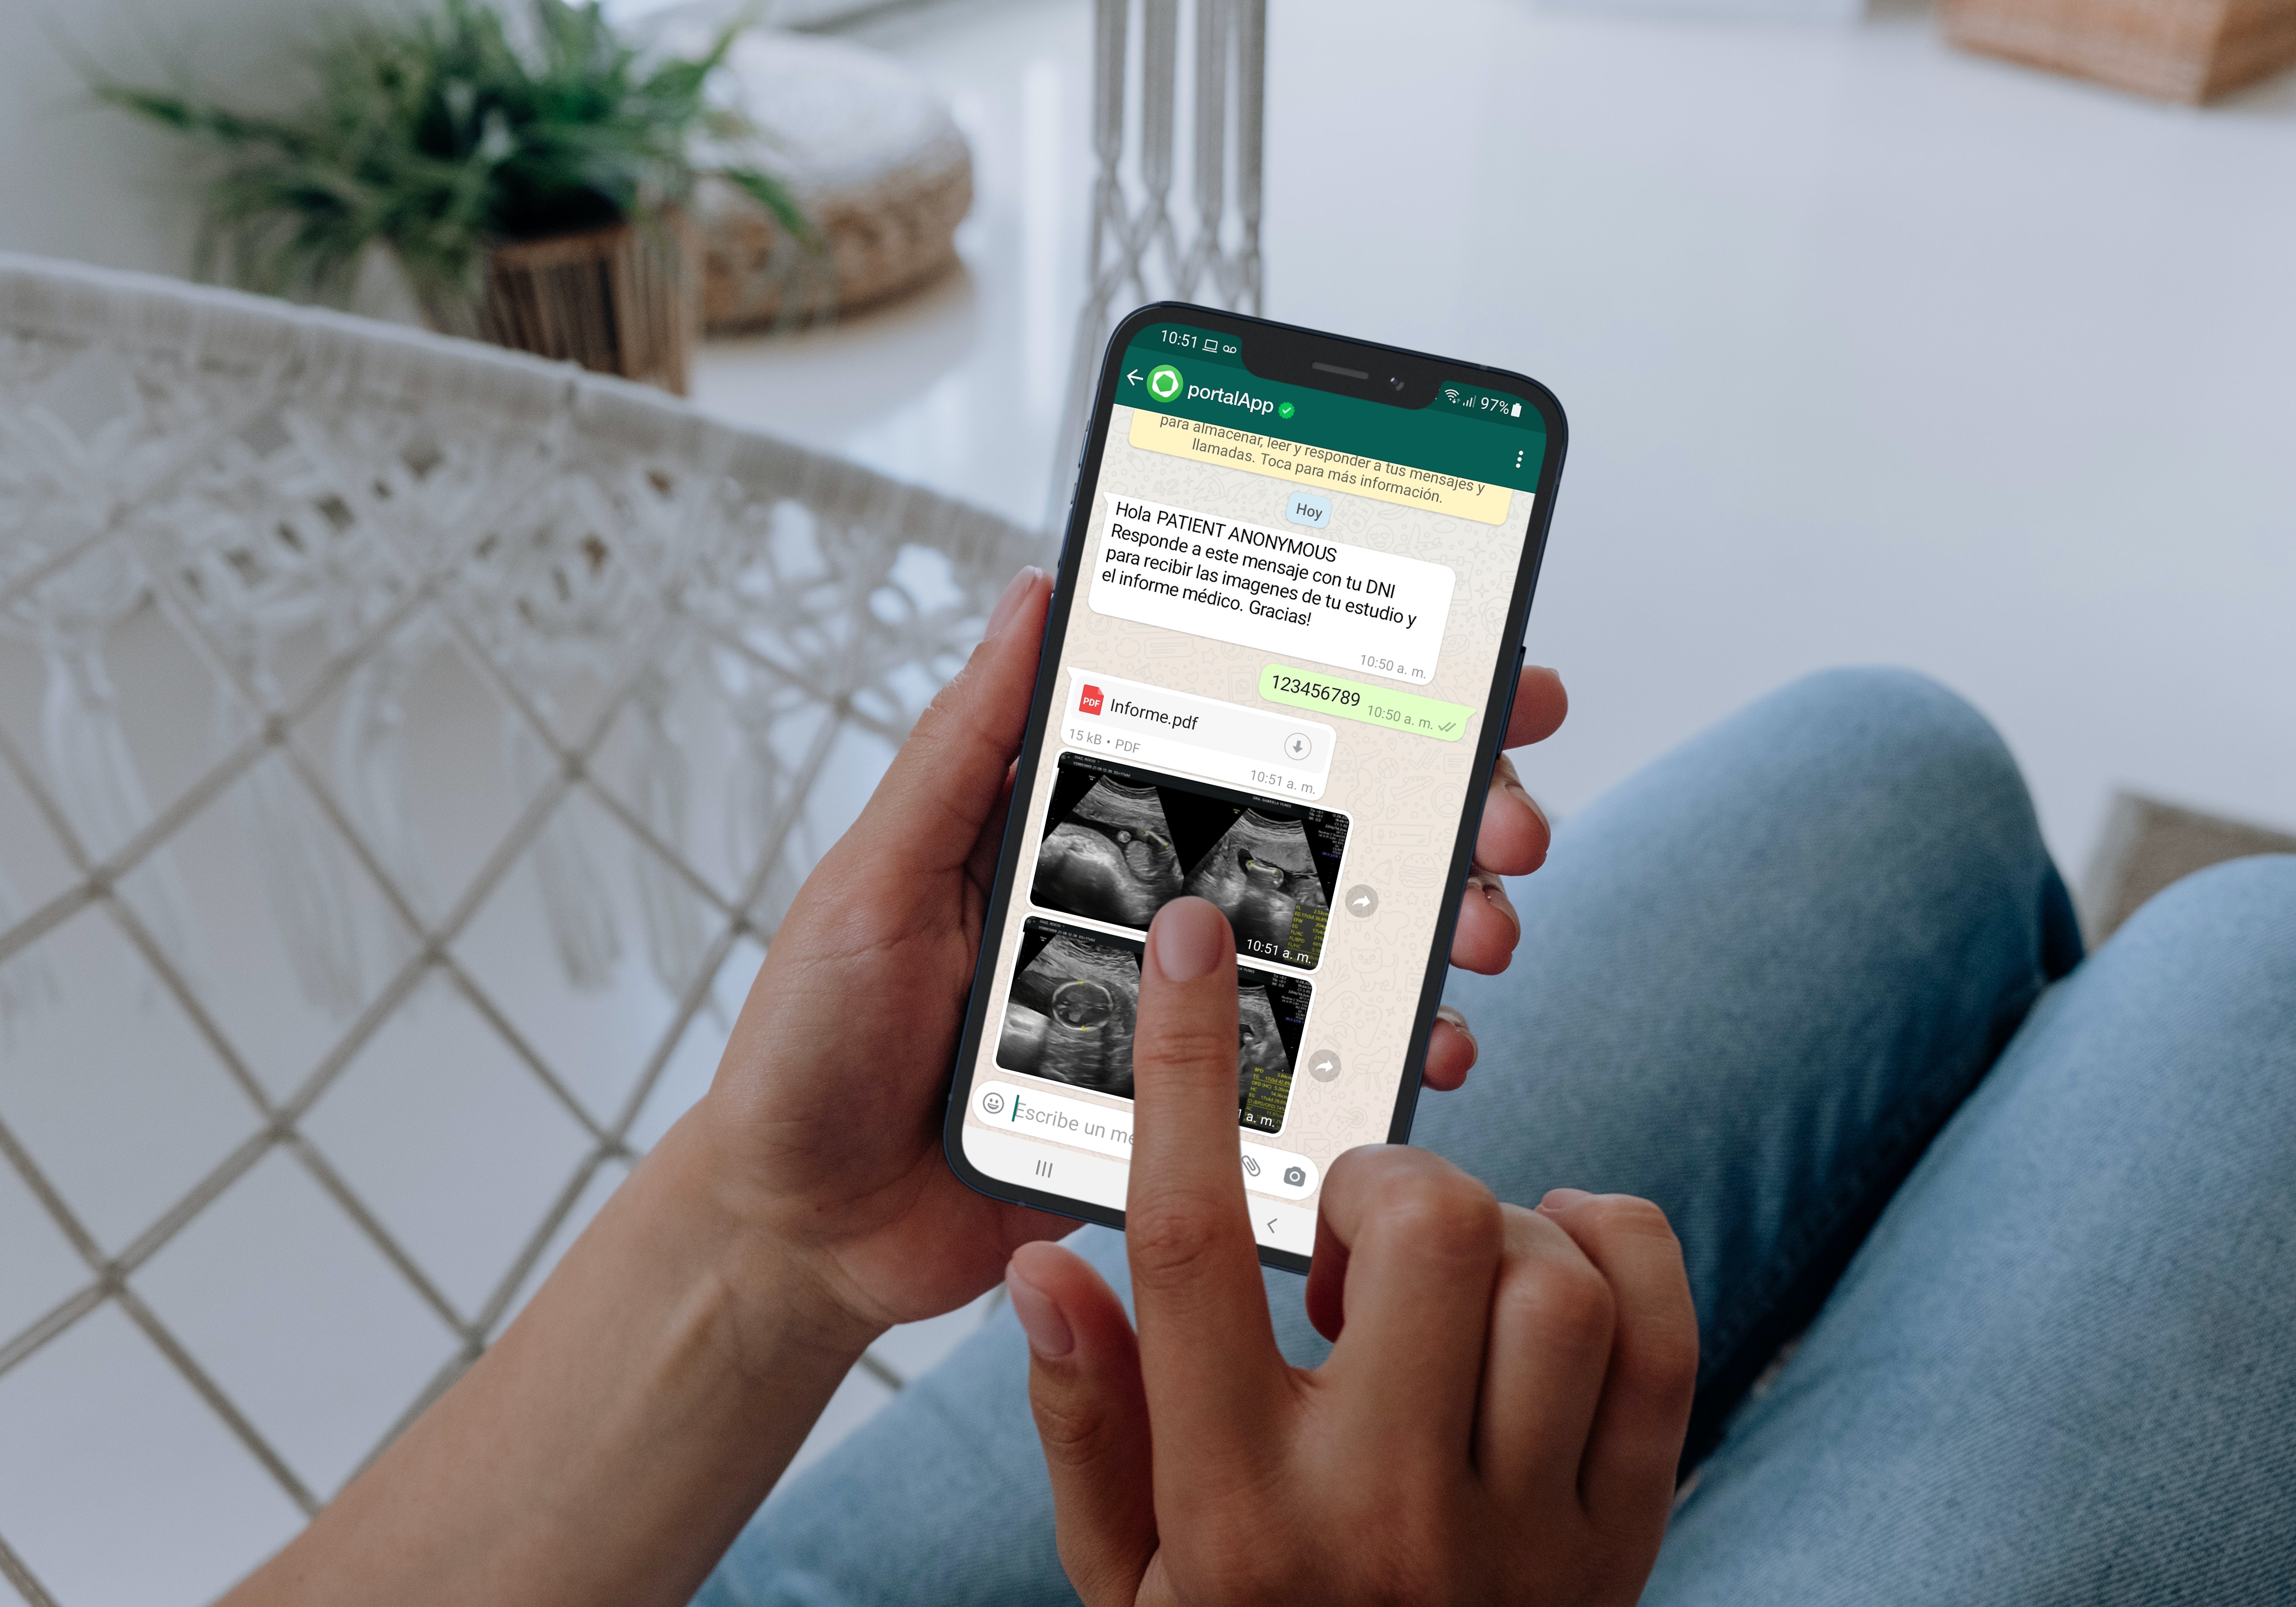 10:51
97%
portalApp
para almacenar, leer y responder a tus mensajes y
llamadas. Toca para más información.
Hoy
Hola PATIENT ANONYMOUS
Responde a este mensaje con tu DNI
para recibir las imagenes de tu estudio y
el informe médico. Gracias!
10:50 a. m.
123456789
10:50 a. m.
PDF
Informe.pdf
15 kB • PDF
10:51 a. m.
10:51 a. m.
1 a. m.
Escribe un me